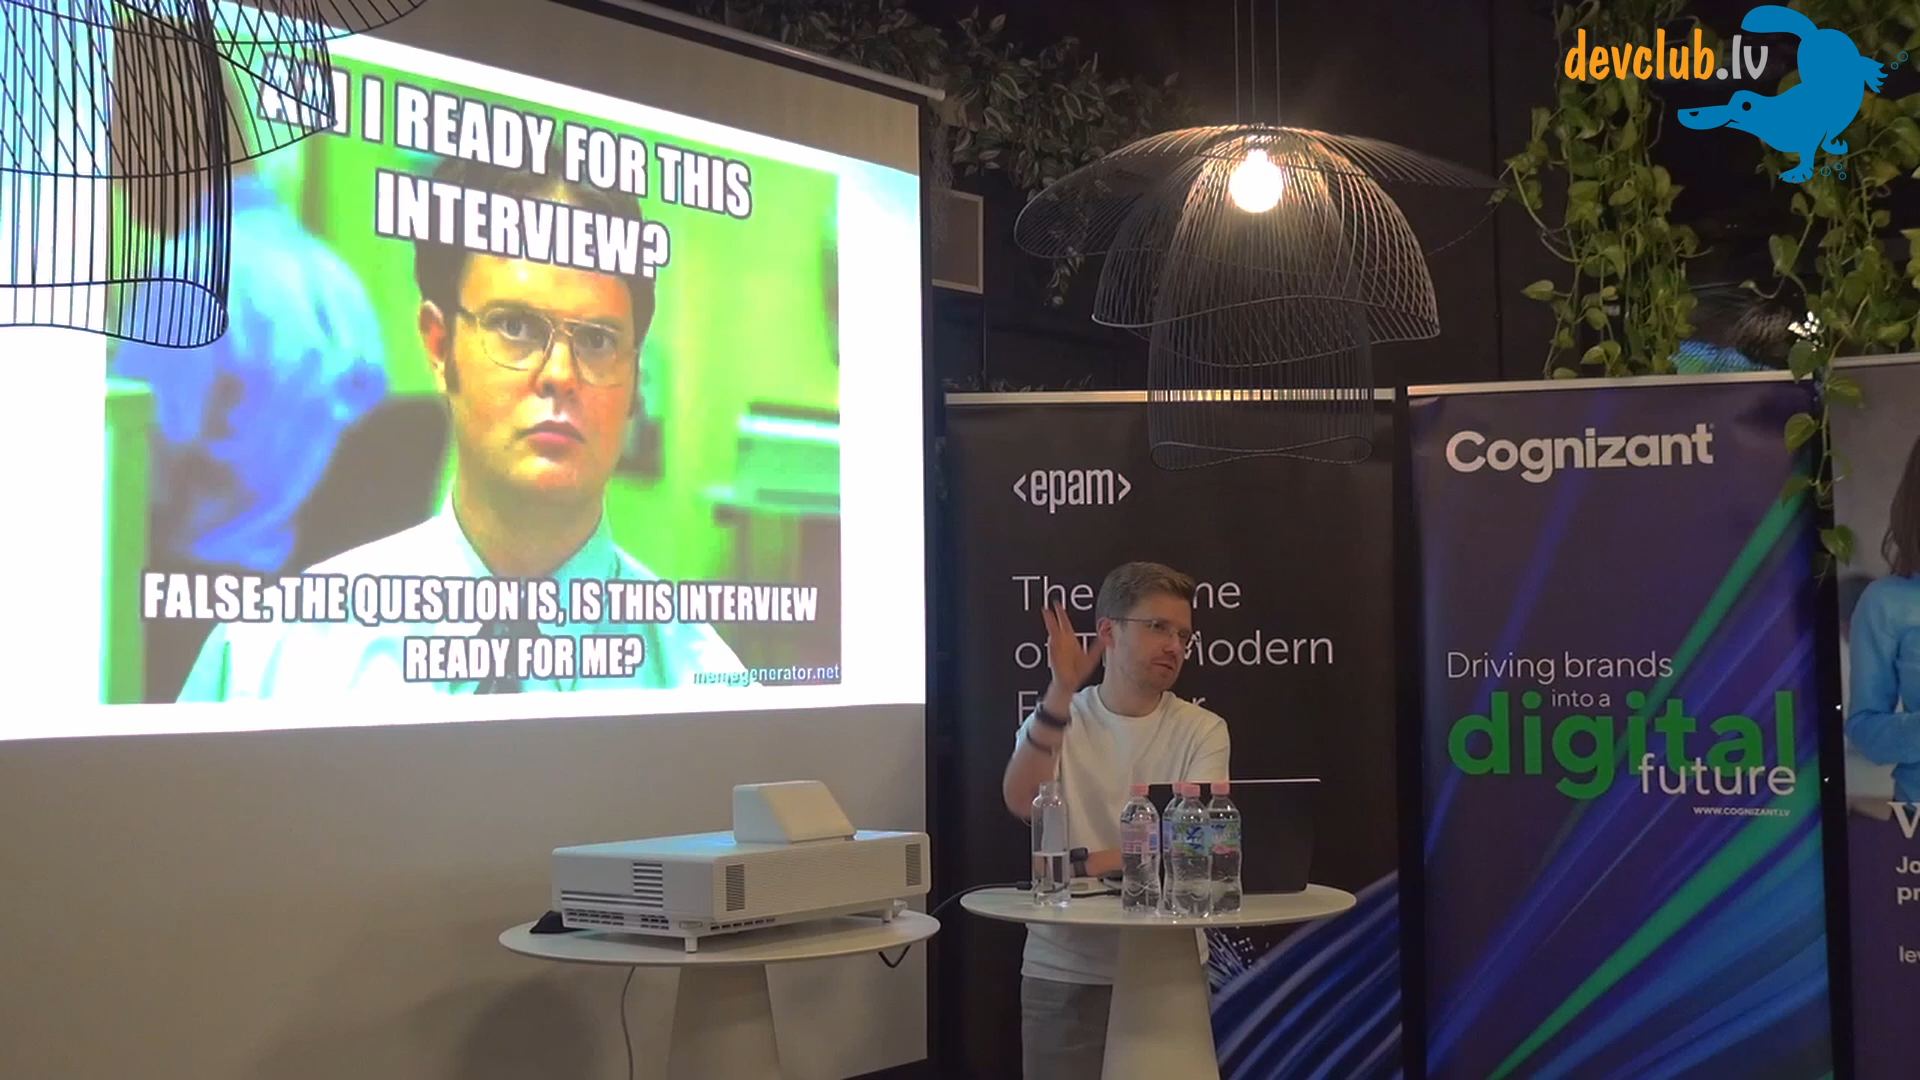 devclub.lv
AM I READY FOR THIS
INTERVIEW?
FALSE. THE QUESTION IS, IS THIS INTERVIEW
READY FOR ME?
memegenerator.net
<epam>
The
of Modern
Cognizant
Driving brands
into a
digital
future
WWW.COGNIZANT.LV